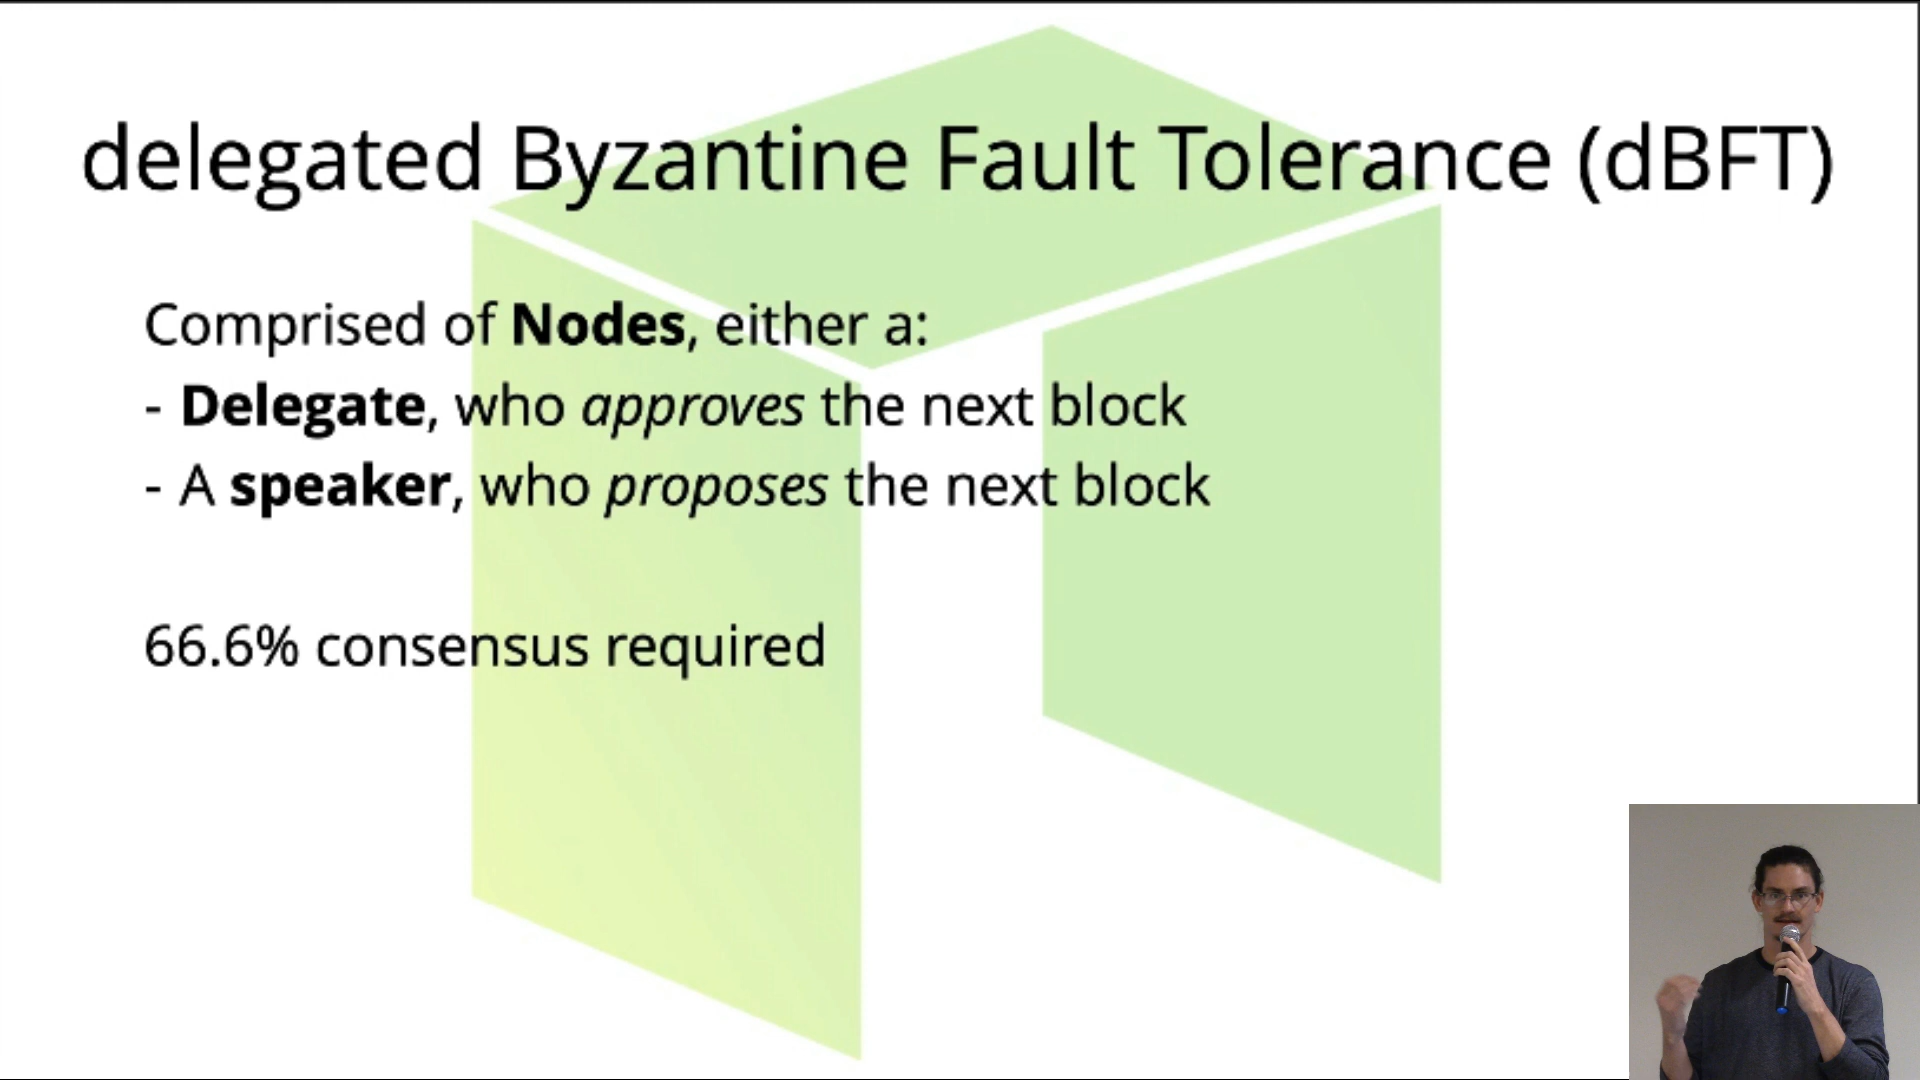 delegated Byzantine Fault Tolerance (dBFT)
Comprised of Nodes, either a:
- Delegate, who approves the next block
- A speaker, who proposes the next block
66.6% consensus required